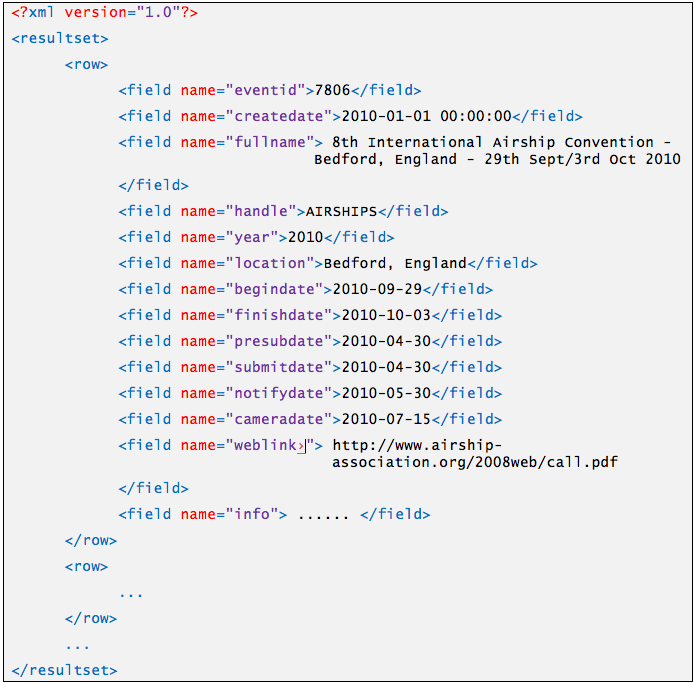 <?xml version="1.0"?>
<resultset>
<row>
<field name="eventid">7806</field>
<field name="createdate">2010-01-01 00:00:00</field>
<field name="fullname"> 8th International Airship Convention -
Bedford, England - 29th Sept/3rd Oct 2010
</field>
<field name="handle">AIRSHIPS</field>
<field name="year">2010</field>
<field name="location">Bedford, England</field>
<field name="begindate">2010-09-29</field>
<field name="finishdate">2010-10-03</field>
<field name="presubdate">2010-04-30</field>
<field name="submitdate">2010-04-30</field>
<field name="notifydate">2010-05-30</field>
<field name="cameradate">2010-07-15</field>
<field name="weblink›"> http://www.airship-
association.org/2008web/call.pdf
</field>
<field name="info"> ...... </field>
</row>
<row>
...
</row>
...
</resultset>